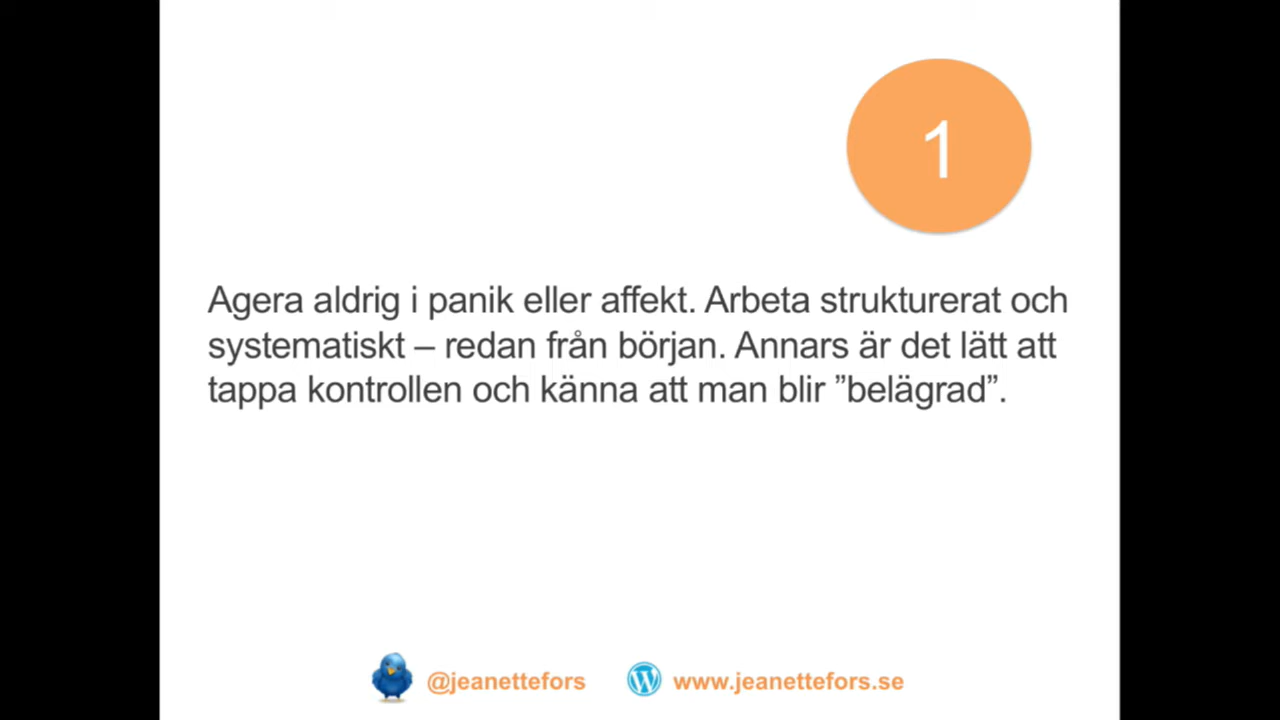 1
Agera aldrig i panik eller affekt. Arbeta strukturerat och
systematiskt – redan från början. Annars är det lätt att
tappa kontrollen och känna att man blir ”belägrad”.
@jeanettefors www.jeanettefors.se